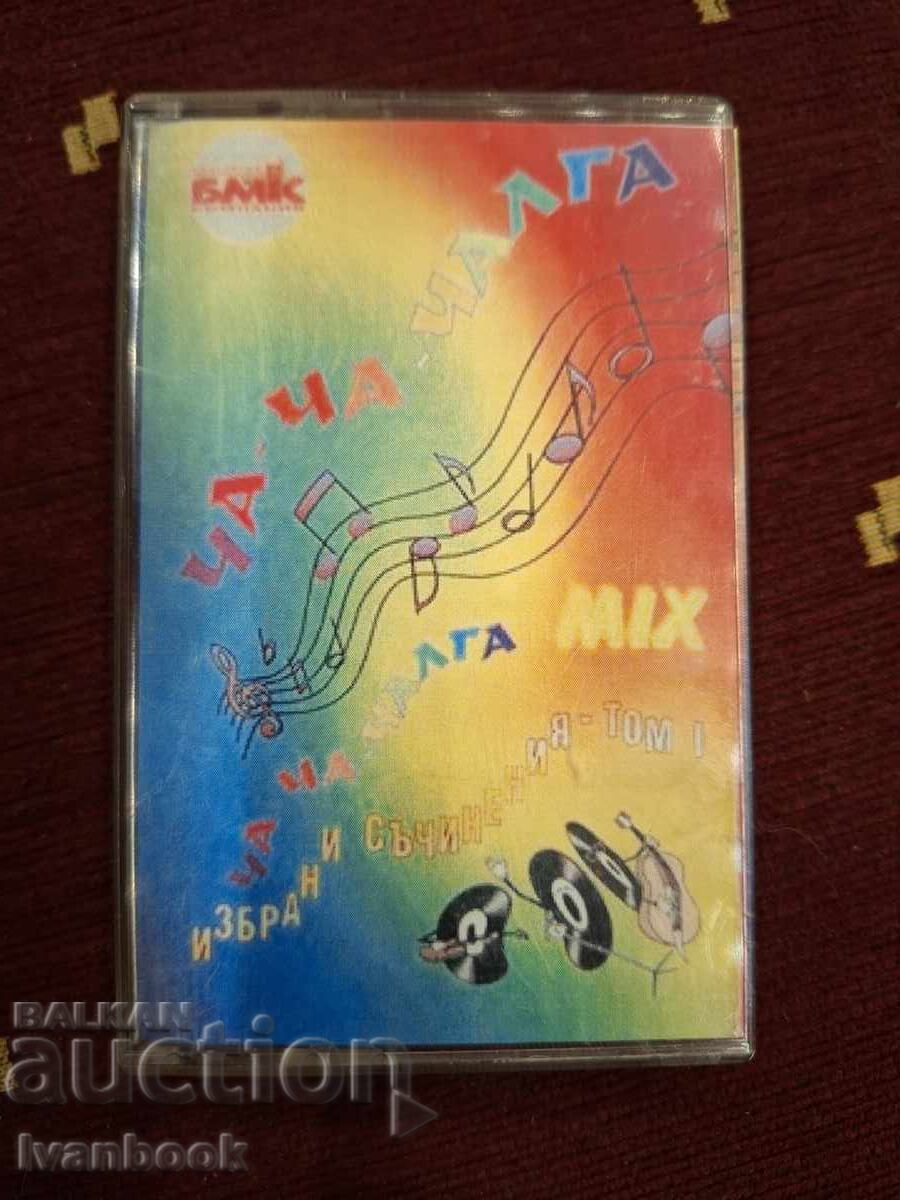 БМК
ЧА-ЧА-ЧАЛГА
MIX
ЧА ЧА ЧАЛГА
ИЗБРАНИ СЪЧИНЕНИЯ - ТОМ I
BALKAN
auction
Ivanbook